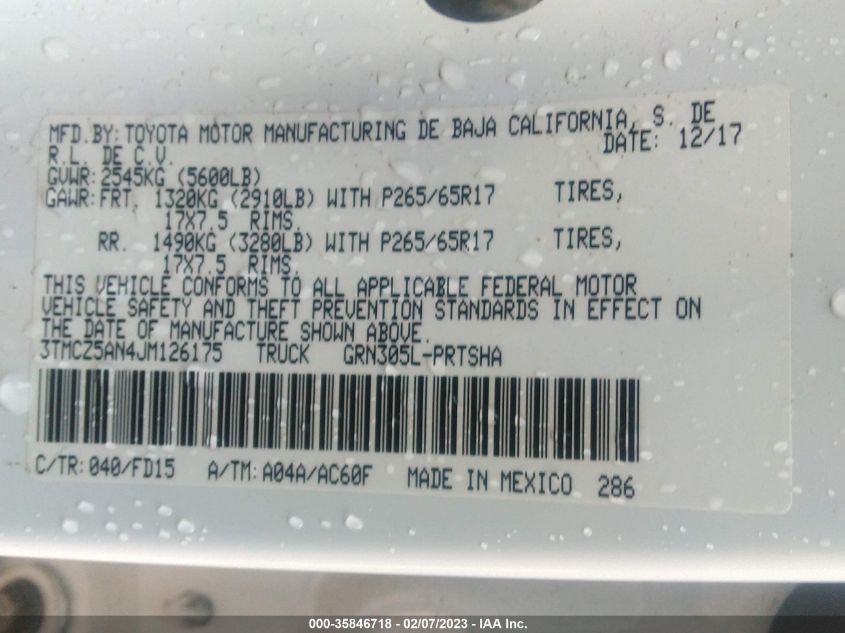 MFD.BY: TOYOTA MOTOR MANUFACTURING DE BAJA CALIFORNIA, S. DE
R.L. DE C.V. DATE: 12/17
GVWR: 2545KG (5600LB)
GAWR: FRT. 1320KG (2910LB) WITH P265/65R17 TIRES,
17X7.5 RIMS.
RR. 1490KG (3280LB) WITH P265/65R17 TIRES,
17X7.5 RIMS.
THIS VEHICLE CONFORMS TO ALL APPLICABLE FEDERAL MOTOR
VEHICLE SAFETY AND THEFT PREVENTION STANDARDS IN EFFECT ON
THE DATE OF MANUFACTURE SHOWN ABOVE.
3TMCZ5AN4JM126175 TRUCK GRN305L-PRTSHA
C/TR: 040/FD15 A/TM: A04A/AC60F MADE IN MEXICO 286
000-35846718 - 02/07/2023 - IAA Inc.